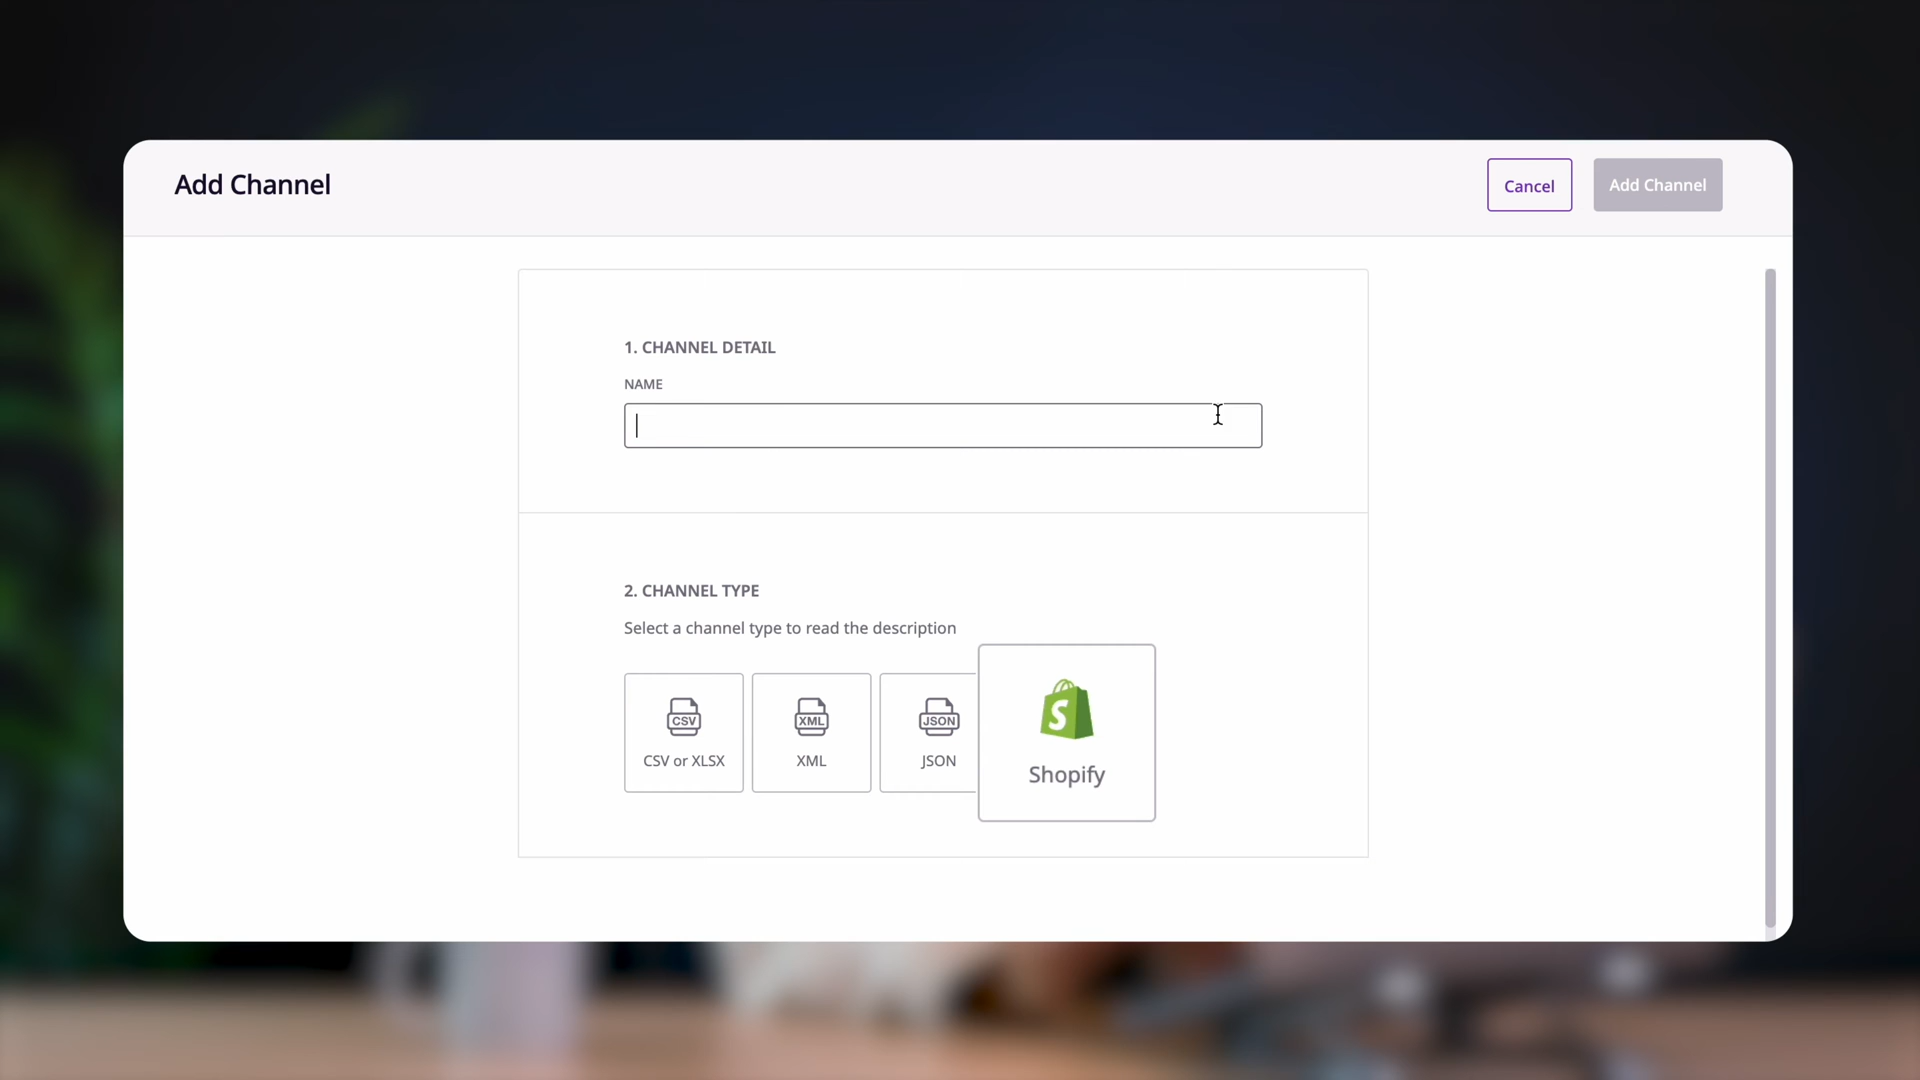 Add Channel
Cancel
Add Channel
1. CHANNEL DETAIL
NAME
2. CHANNEL TYPE
Select a channel type to read the description
CSV
CSV or XLSX
XML
XML
JSON
JSON
S
Shopify